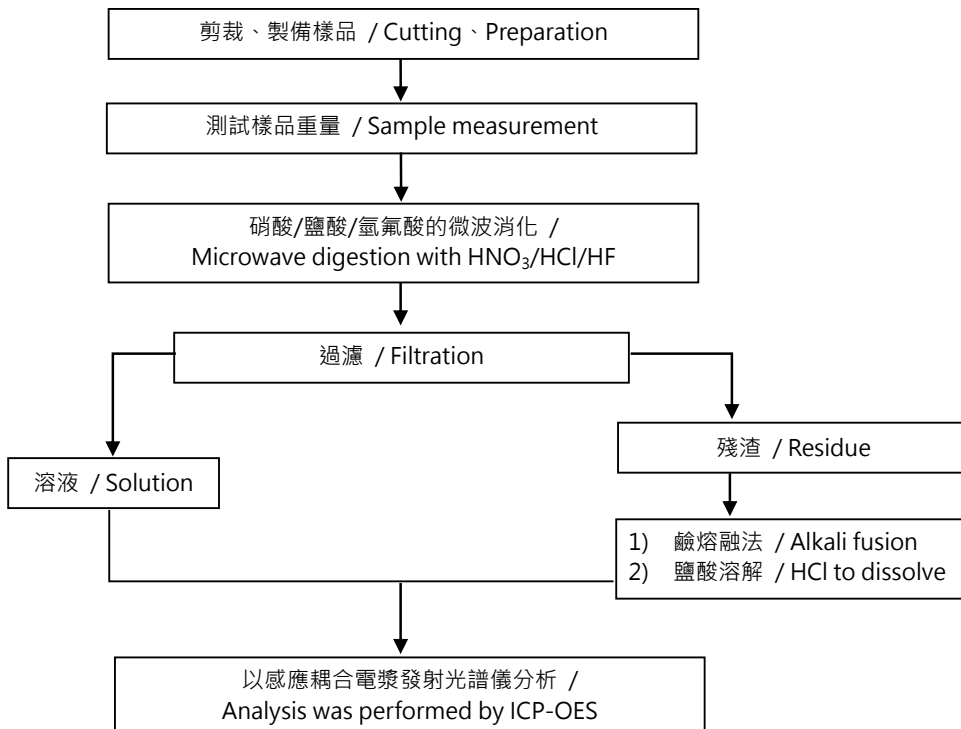 剪裁、製備樣品 / Cutting、Preparation
測試樣品重量 / Sample measurement
硝酸/鹽酸/氫氟酸的微波消化 /
Microwave digestion with HNO₃/HCl/HF
過濾 / Filtration
溶液 / Solution
殘渣 / Residue
1) 鹼熔融法 / Alkali fusion
2) 鹽酸溶解 / HCl to dissolve
以感應耦合電漿發射光譜儀分析 /
Analysis was performed by ICP-OES